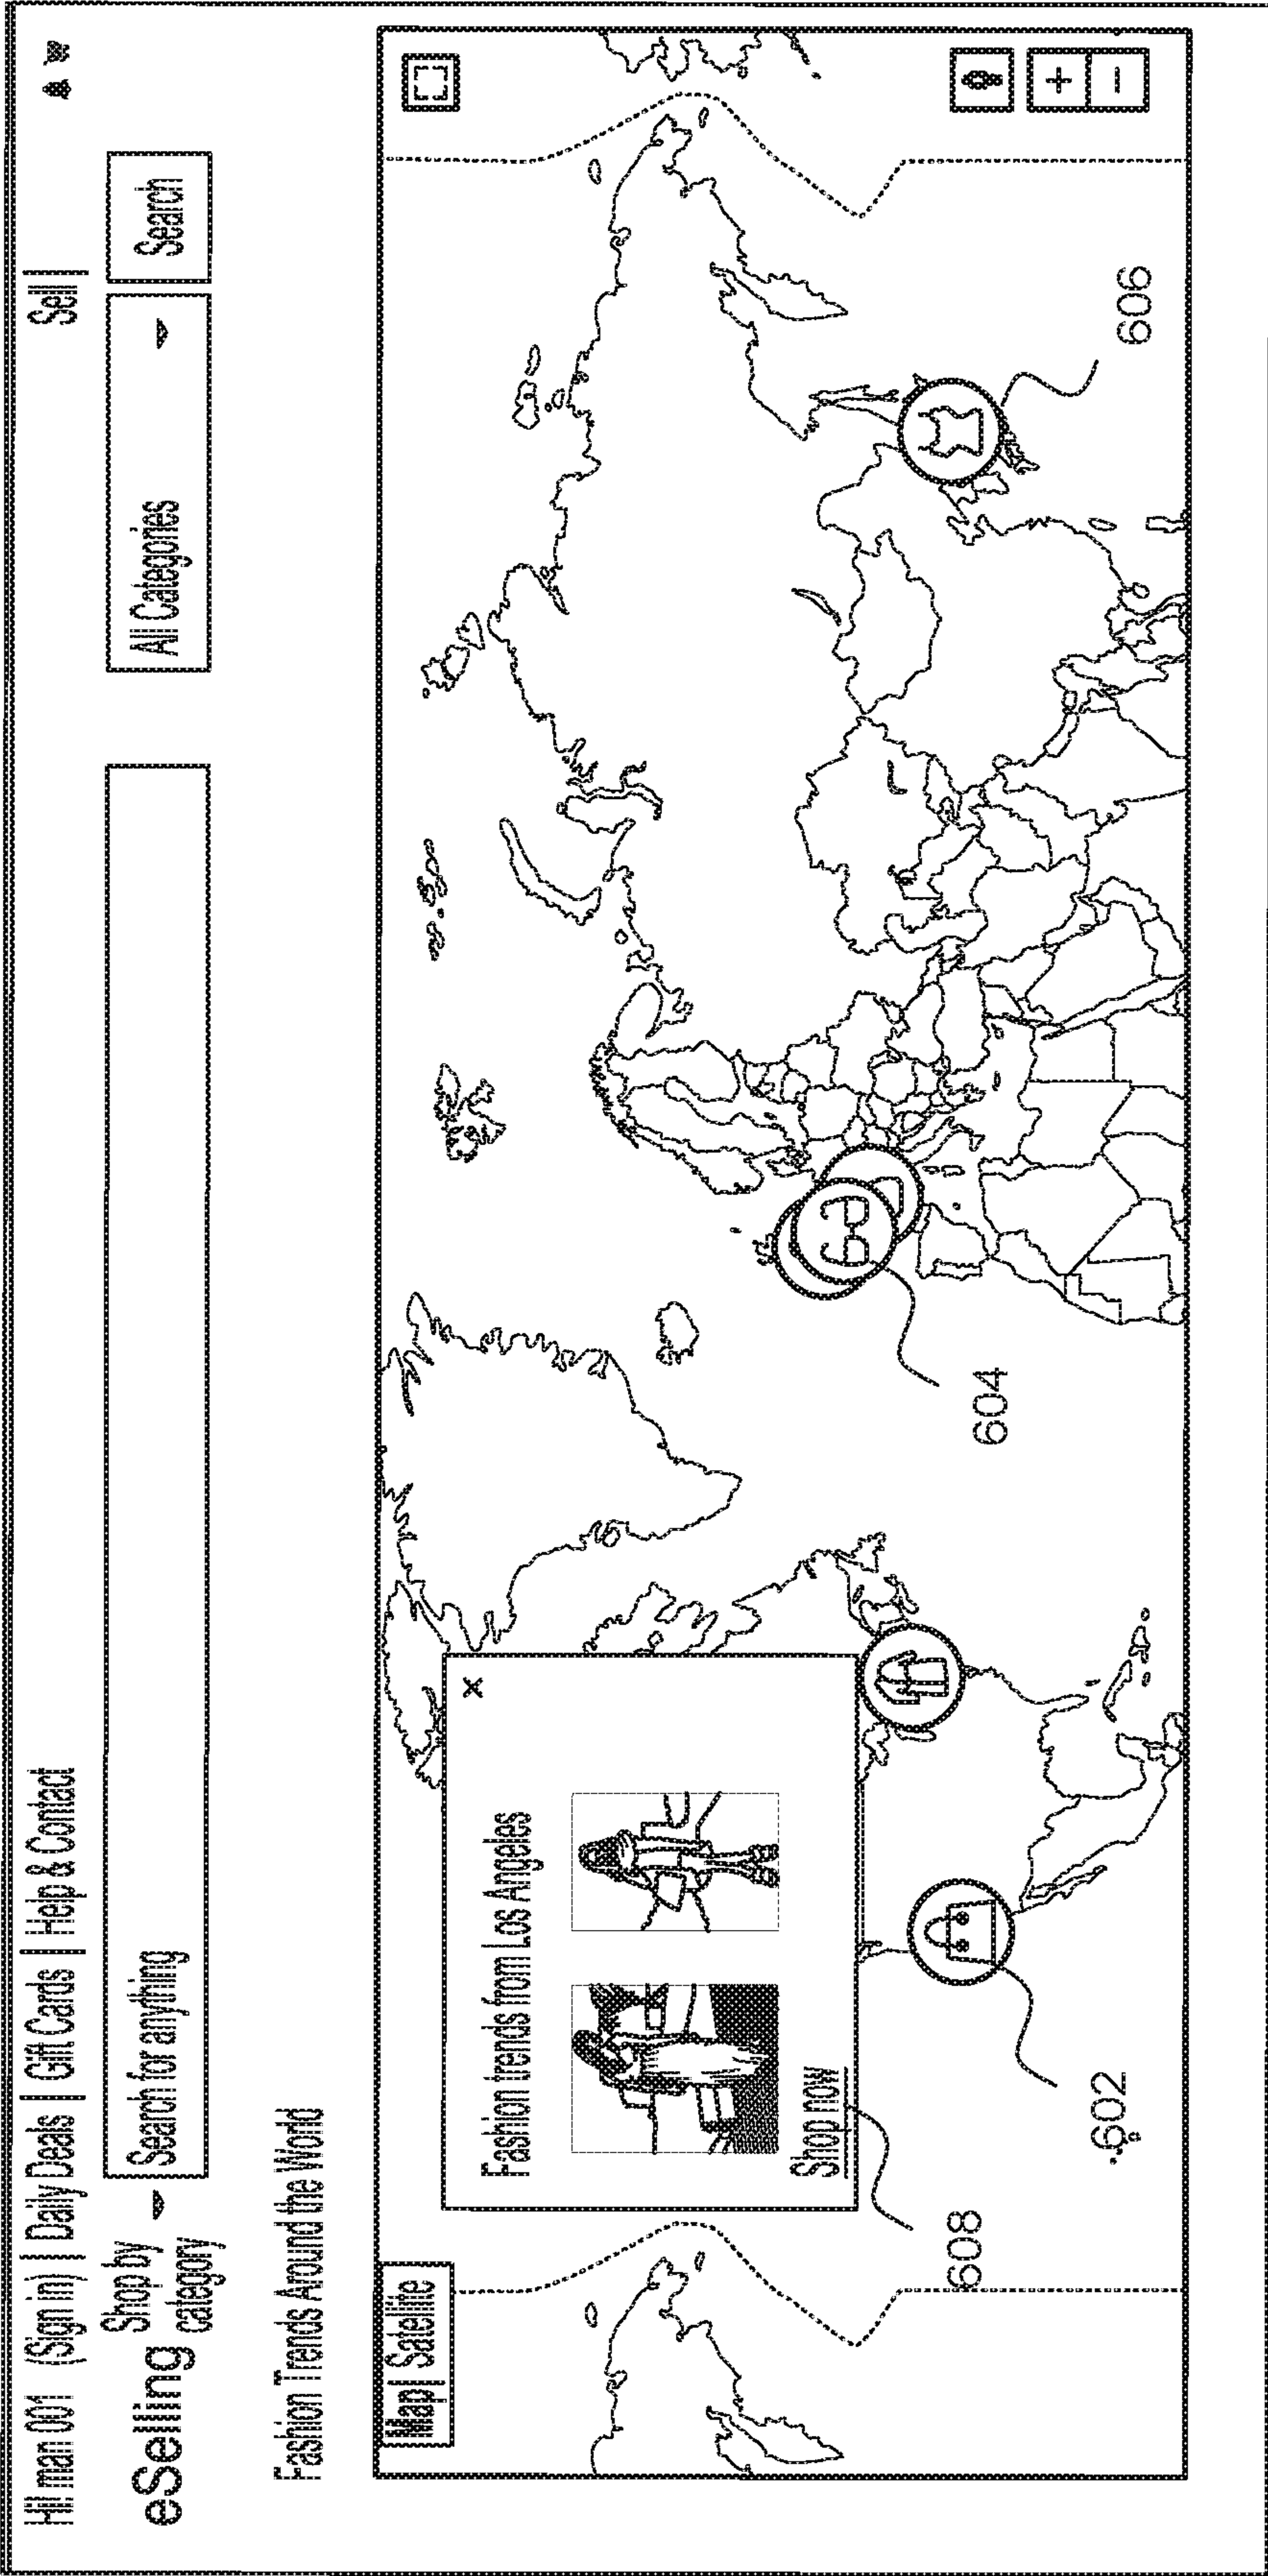 Hi! man 001 (Sign in) | Daily Deals | Gift Cards | Help & Contact
Sell |
eSelling
Shop by
category
Search for anything
All Categories
Search
Fashion Trends Around the World
Map | Satellite
x
Fashion trends from Los Angeles
Shop now
608
602
604
606
+
−